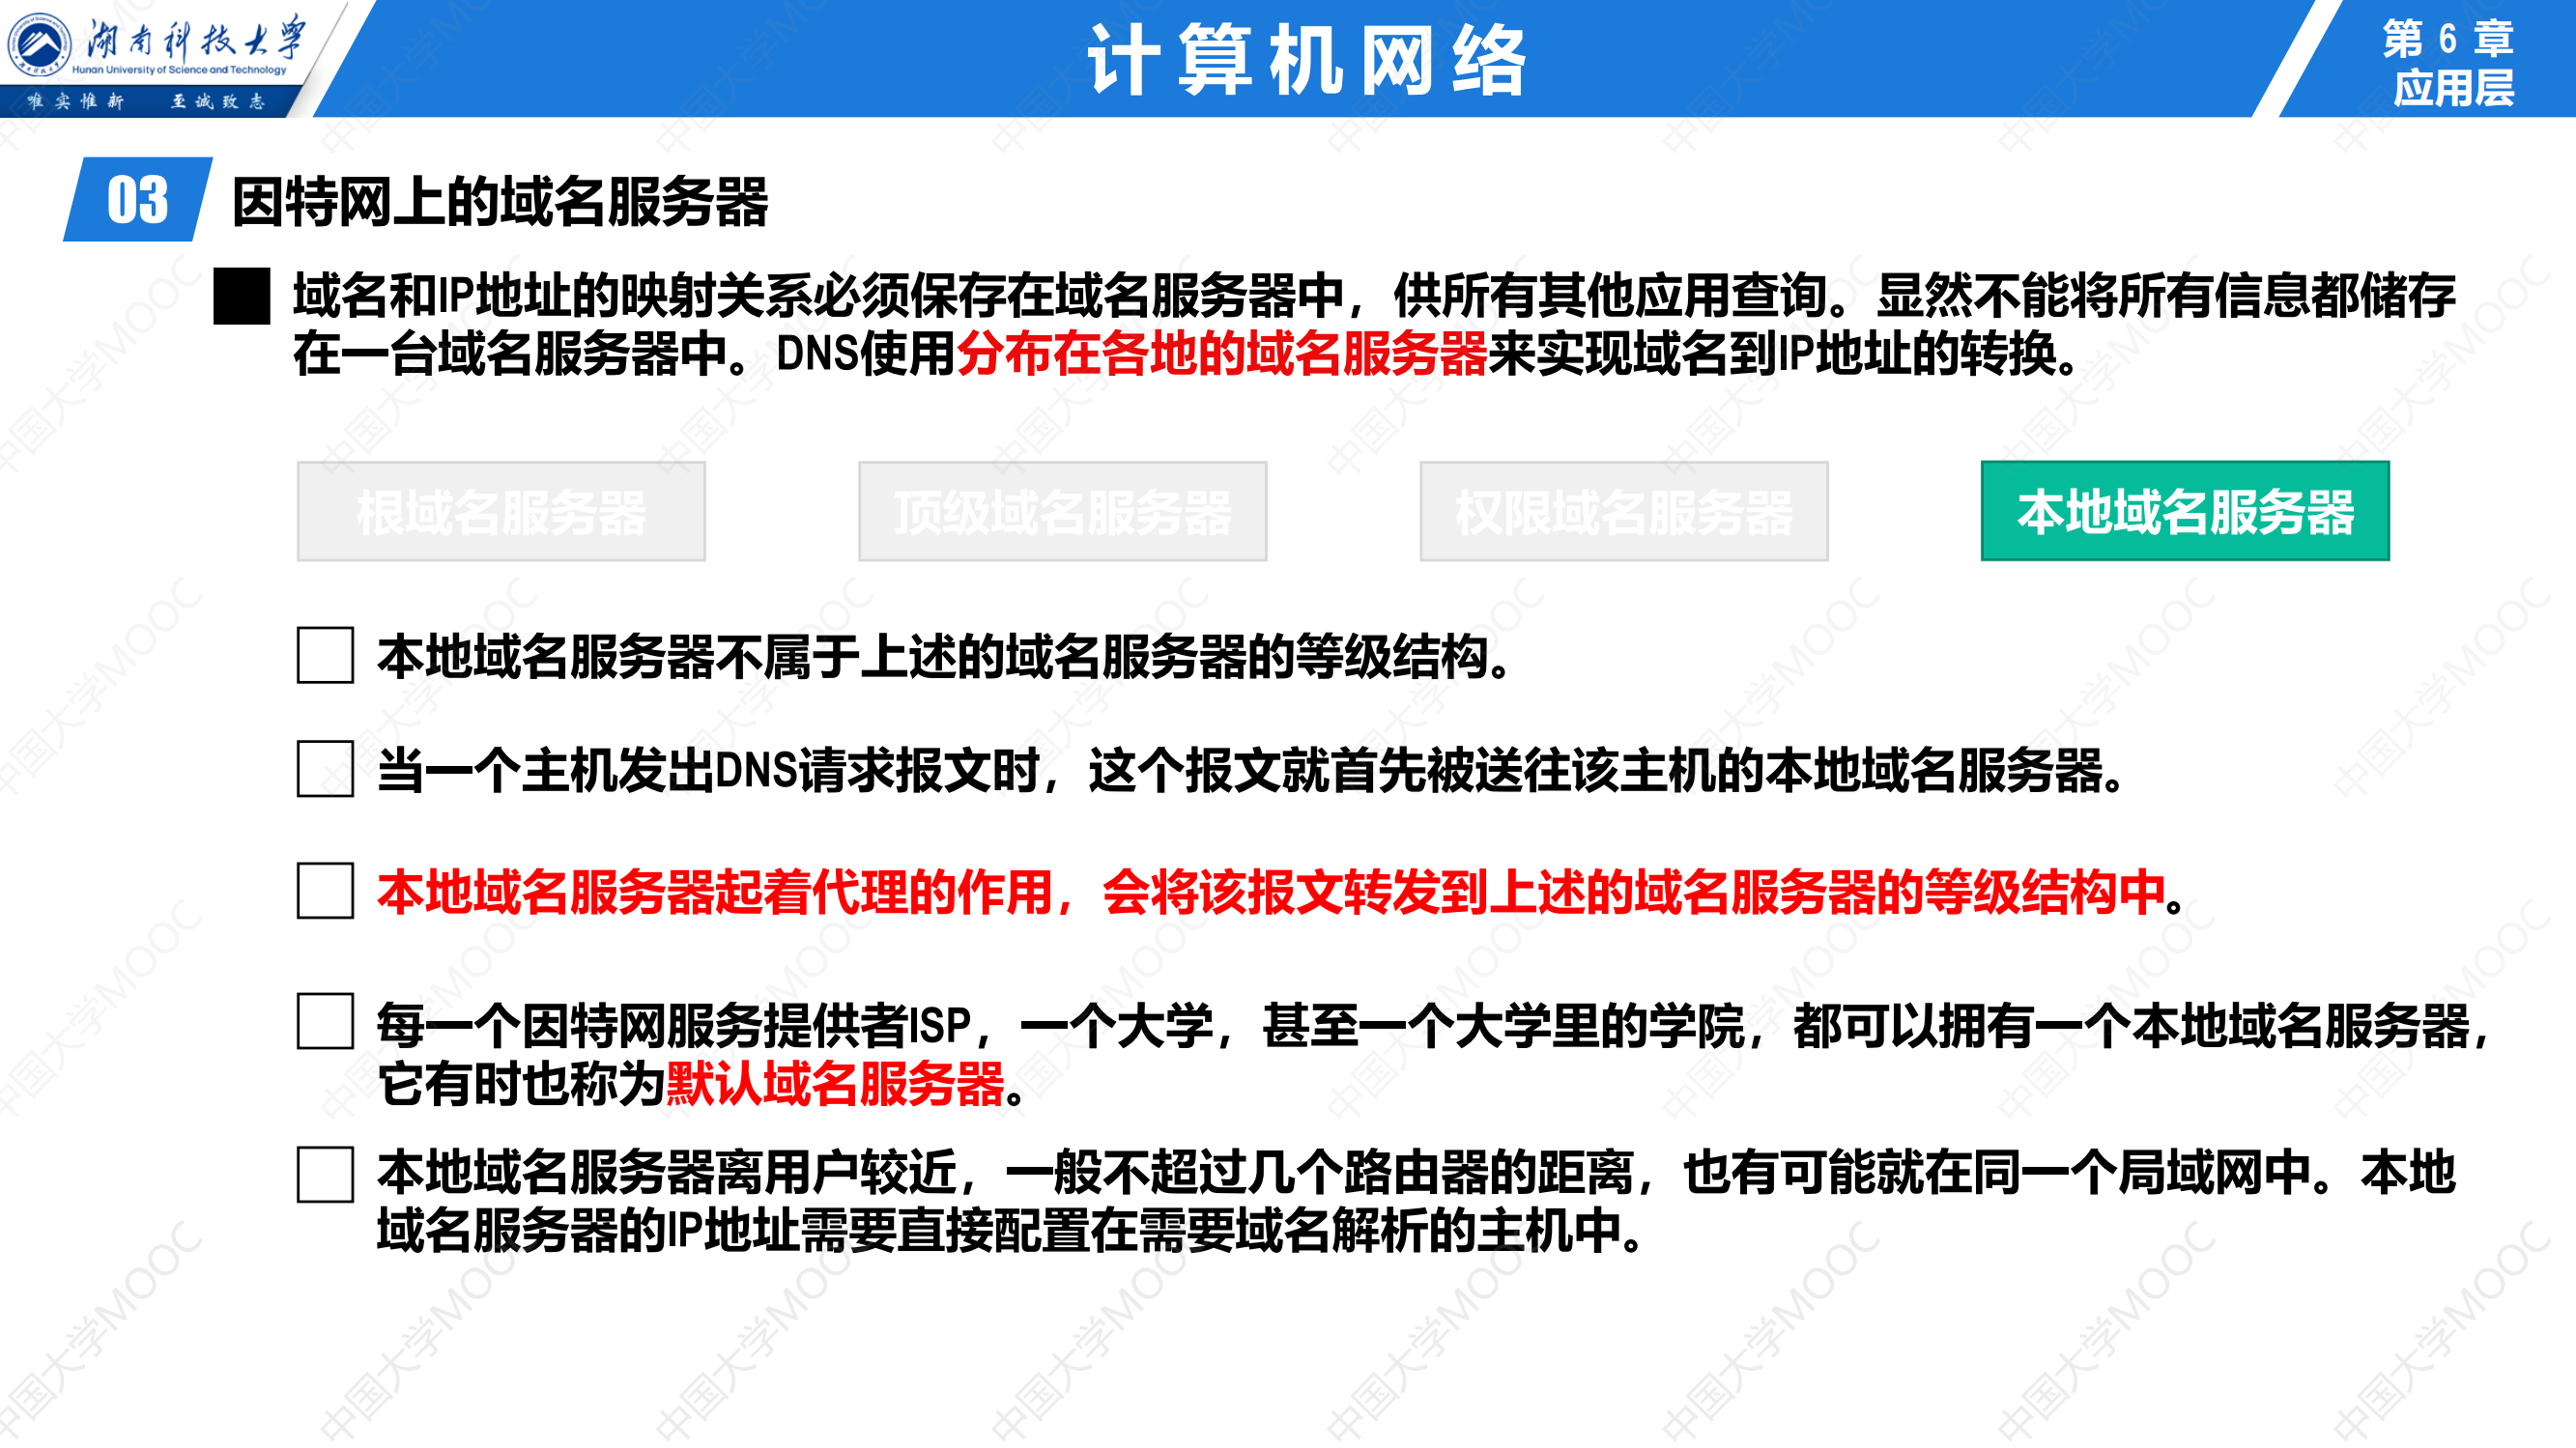 湖南科技大学
Hunan University of Science and Technology
唯实惟新 至诚致志
计算机网络
第 6 章
应用层
03 因特网上的域名服务器
域名和IP地址的映射关系必须保存在域名服务器中，供所有其他应用查询。显然不能将所有信息都储存
在一台域名服务器中。DNS使用分布在各地的域名服务器来实现域名到IP地址的转换。
根域名服务器 顶级域名服务器 权限域名服务器 本地域名服务器
本地域名服务器不属于上述的域名服务器的等级结构。
当一个主机发出DNS请求报文时，这个报文就首先被送往该主机的本地域名服务器。
本地域名服务器起着代理的作用，会将该报文转发到上述的域名服务器的等级结构中。
每一个因特网服务提供者ISP，一个大学，甚至一个大学里的学院，都可以拥有一个本地域名服务器，
它有时也称为默认域名服务器。
本地域名服务器离用户较近，一般不超过几个路由器的距离，也有可能就在同一个局域网中。本地
域名服务器的IP地址需要直接配置在需要域名解析的主机中。
中国大学MOOC